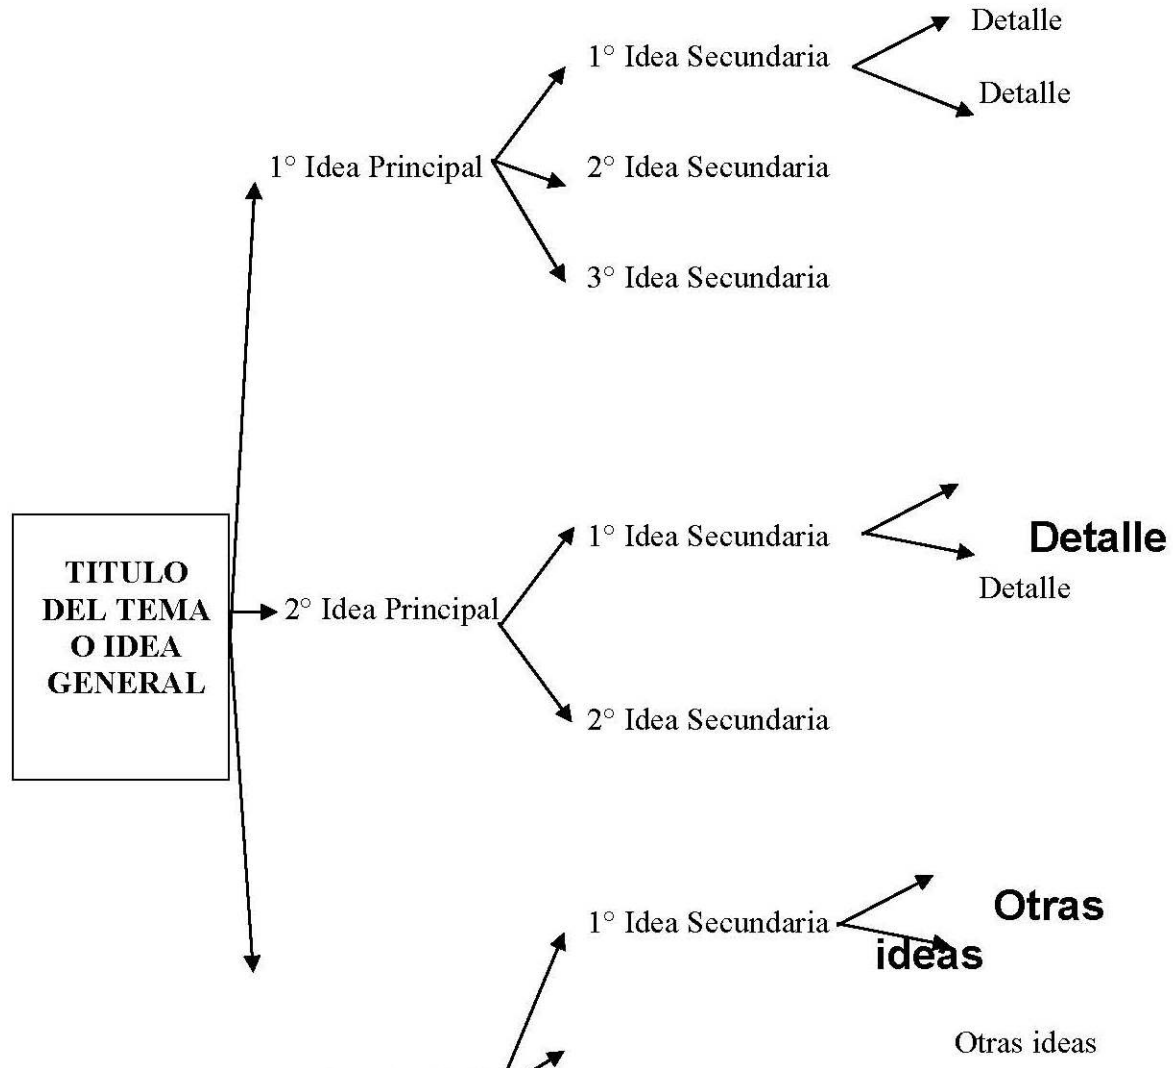 Detalle
1° Idea Secundaria
Detalle
1° Idea Principal
2° Idea Secundaria
3° Idea Secundaria
1° Idea Secundaria
Detalle
Detalle
TITULO
DEL TEMA
O IDEA
GENERAL
2° Idea Principal
2° Idea Secundaria
1° Idea Secundaria
Otras
ideas
Otras ideas